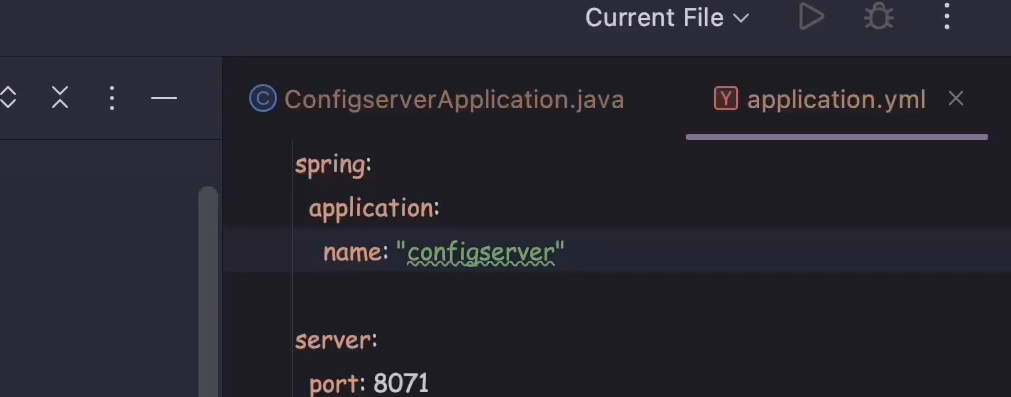 Current File
ConfigserverApplication.java
application.yml
spring:
application:
name: "configserver"
server:
port: 8071